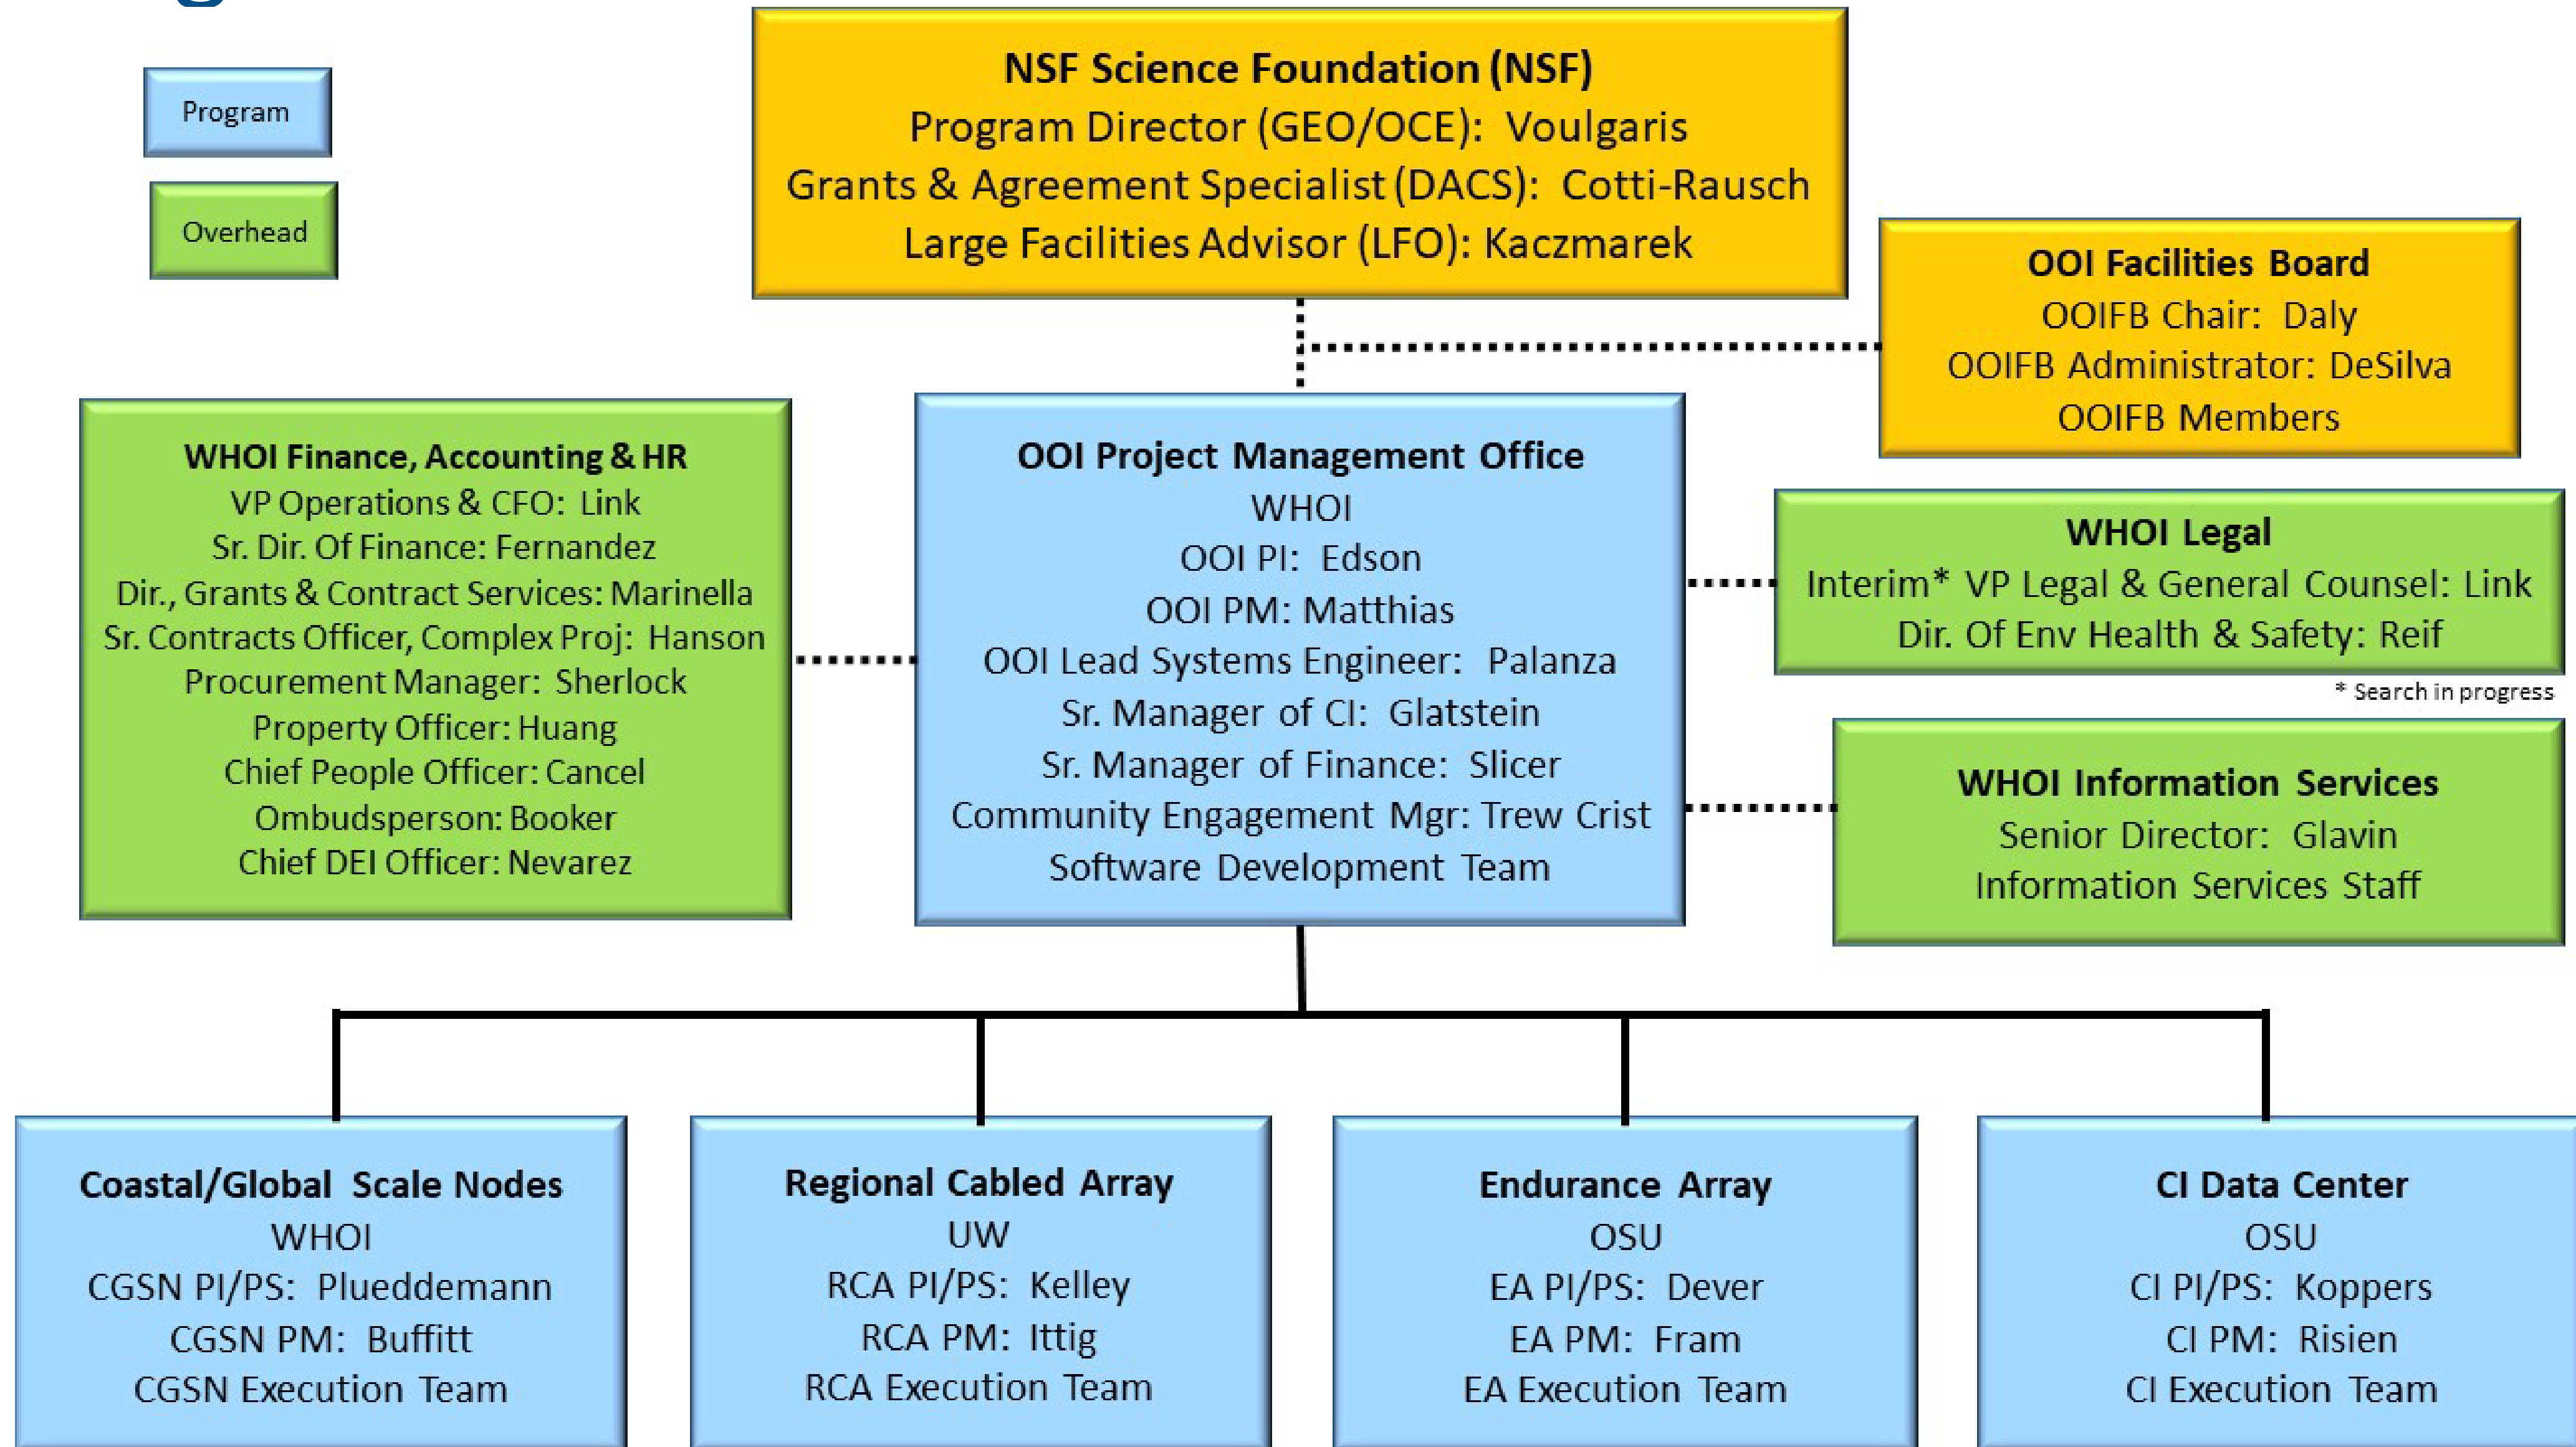 Program
Overhead
NSF Science Foundation (NSF)
Program Director (GEO/OCE): Voulgaris
Grants & Agreement Specialist (DACS): Cotti-Rausch
Large Facilities Advisor (LFO): Kaczmarek
OOI Facilities Board
OOIFB Chair: Daly
OOIFB Administrator: DeSilva
OOIFB Members
WHOI Finance, Accounting & HR
VP Operations & CFO: Link
Sr. Dir. Of Finance: Fernandez
Dir., Grants & Contract Services: Marinella
Sr. Contracts Officer, Complex Proj: Hanson
Procurement Manager: Sherlock
Property Officer: Huang
Chief People Officer: Cancel
Ombudsperson: Booker
Chief DEI Officer: Nevarez
OOI Project Management Office
WHOI
OOI PI: Edson
OOI PM: Matthias
OOI Lead Systems Engineer: Palanza
Sr. Manager of CI: Glatstein
Sr. Manager of Finance: Slicer
Community Engagement Mgr: Trew Crist
Software Development Team
WHOI Legal
Interim* VP Legal & General Counsel: Link
Dir. Of Env Health & Safety: Reif
* Search in progress
WHOI Information Services
Senior Director: Glavin
Information Services Staff
Coastal/Global Scale Nodes
WHOI
CGSN PI/PS: Plueddemann
CGSN PM: Buffitt
CGSN Execution Team
Regional Cabled Array
UW
RCA PI/PS: Kelley
RCA PM: Ittig
RCA Execution Team
Endurance Array
OSU
EA PI/PS: Dever
EA PM: Fram
EA Execution Team
CI Data Center
OSU
CI PI/PS: Koppers
CI PM: Risien
CI Execution Team